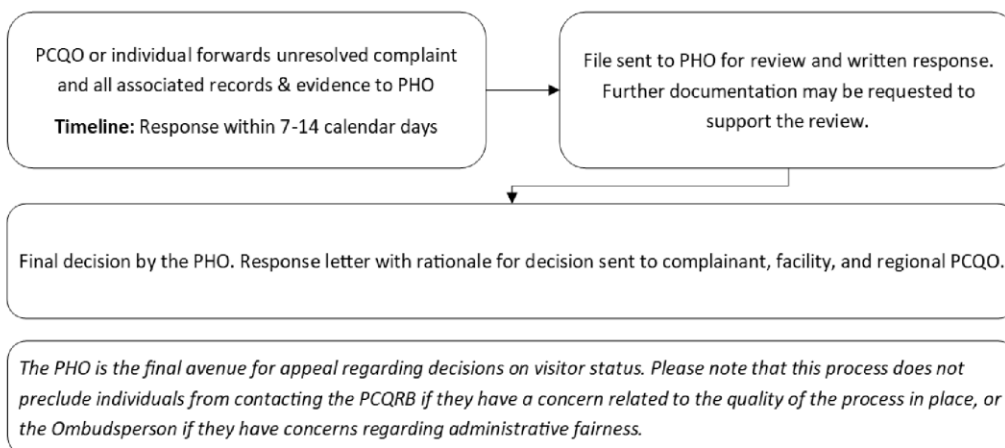 PCQO or individual forwards unresolved complaint
and all associated records & evidence to PHO
Timeline: Response within 7-14 calendar days
File sent to PHO for review and written response.
Further documentation may be requested to
support the review.
Final decision by the PHO. Response letter with rationale for decision sent to complainant, facility, and regional PCQO.
The PHO is the final avenue for appeal regarding decisions on visitor status. Please note that this process does not
preclude individuals from contacting the PCQRB if they have a concern related to the quality of the process in place, or
the Ombudsperson if they have concerns regarding administrative fairness.